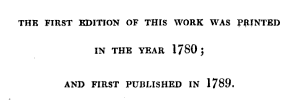 THE FIRST EDITION OF THIS WORK WAS PRINTED
IN THE YEAR 1780;
AND FIRST PUBLISHED IN 1789.